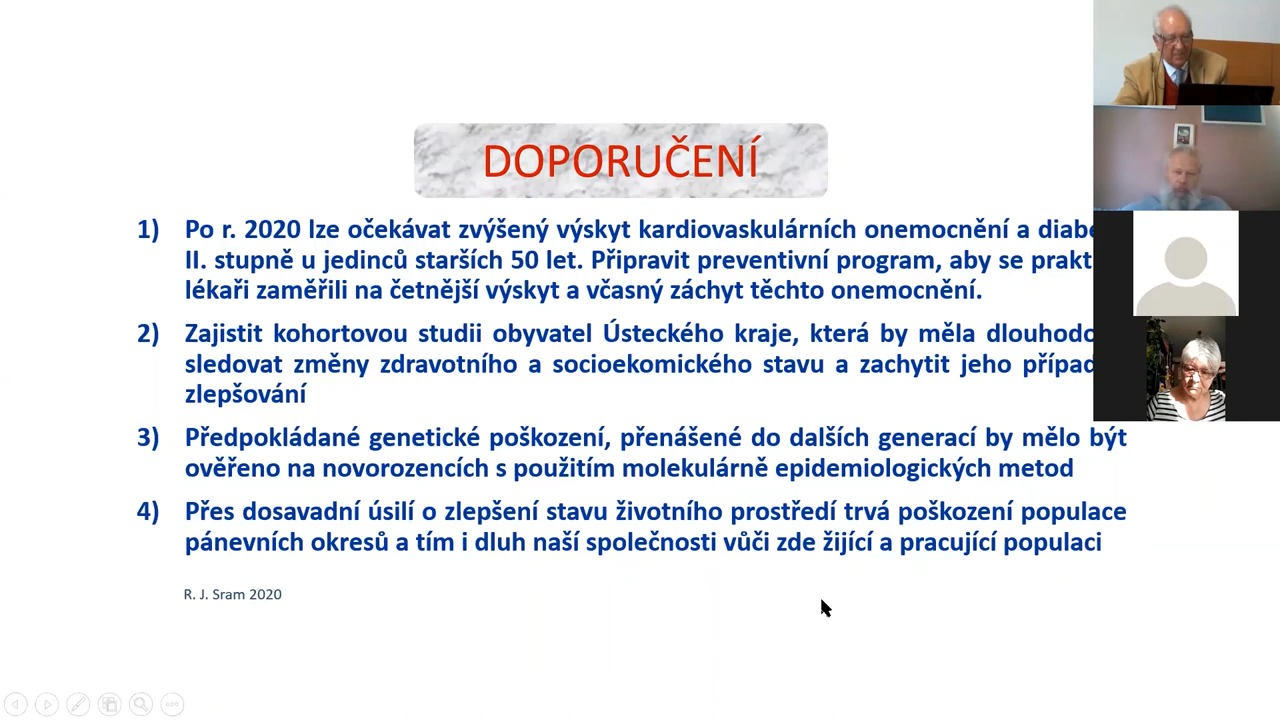 DOPORUČENÍ
1) Po r. 2020 lze očekávat zvýšený výskyt kardiovaskulárních onemocnění a
II. stupně u jedinců starších 50 let. Připravit preventivní program, aby se
lékaři zaměřili na četnější výskyt a včasný záchyt těchto onemocnění.
2) Zajistit kohortovou studii obyvatel Ústeckého kraje, která by měla
sledovat změny zdravotního a socioekomického stavu a zachytit jeho
zlepšování
3) Předpokládané genetické poškození, přenášené do dalších generací by mělo být
ověřeno na novorozencích s použitím molekulárně epidemiologických metod
4) Přes dosavadní úsilí o zlepšení stavu životního prostředí trvá poškození populace
pánevních okresů a tím i dluh naší společnosti vůči zde žijící a pracující populaci
R. J. Sram 2020